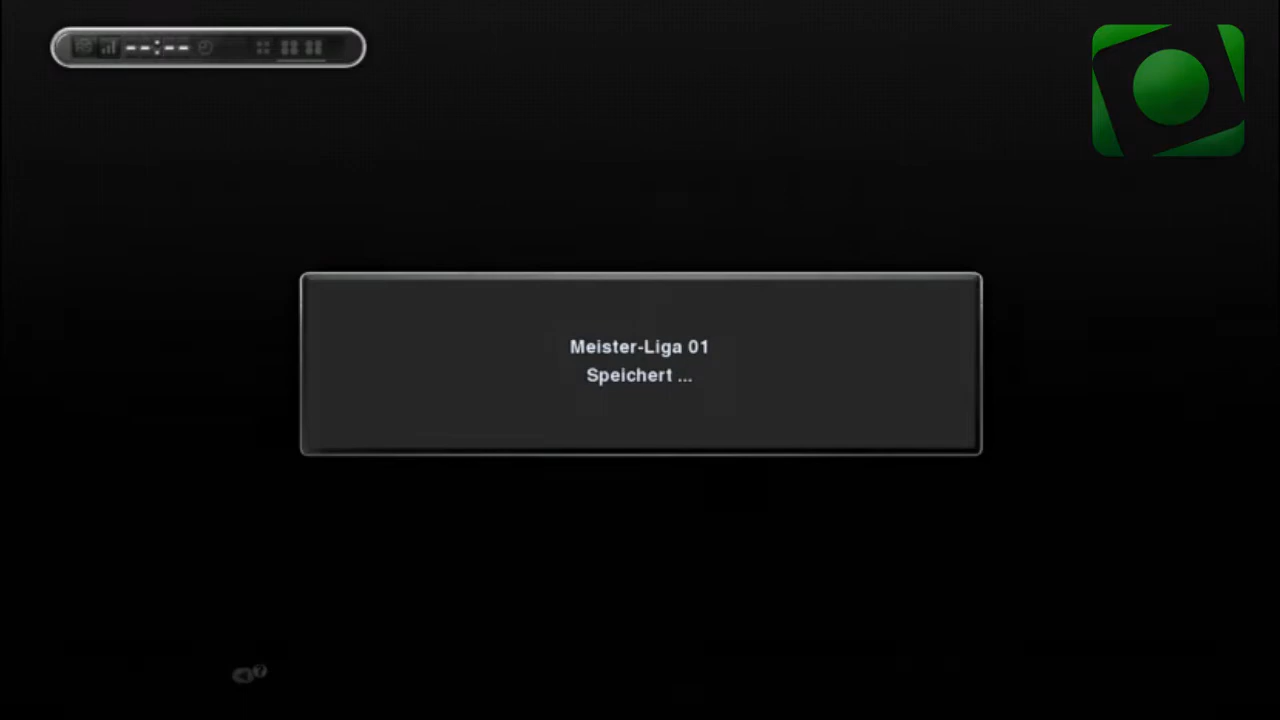 --:--
Meister-Liga 01
Speichert ...
?